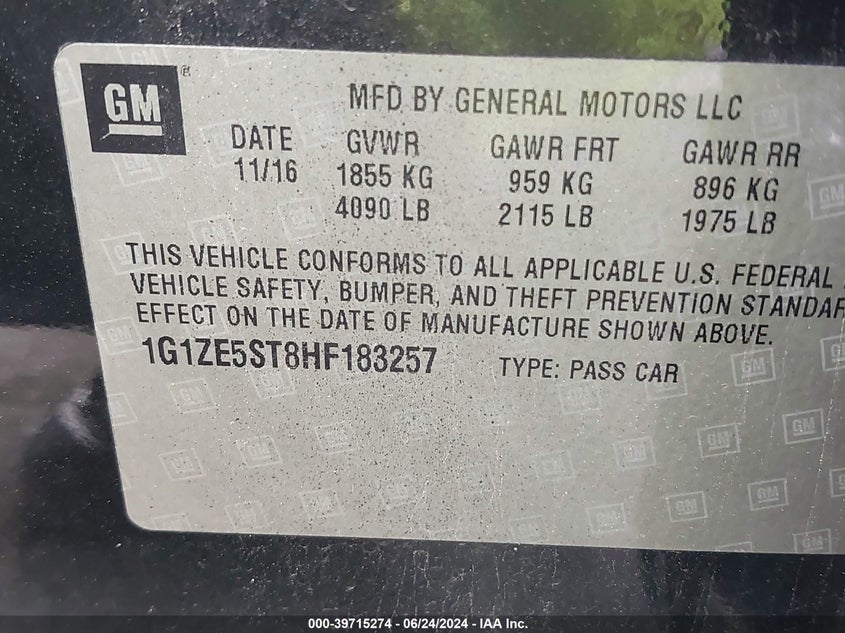 GM ®
MFD BY GENERAL MOTORS LLC
DATE GVWR GAWR FRT GAWR RR
11/16 1855 KG 959 KG 896 KG
4090 LB 2115 LB 1975 LB
THIS VEHICLE CONFORMS TO ALL APPLICABLE U.S. FEDERAL
VEHICLE SAFETY, BUMPER, AND THEFT PREVENTION STANDAR
EFFECT ON THE DATE OF MANUFACTURE SHOWN ABOVE.
1G1ZE5ST8HF183257 TYPE: PASS CAR
000-39715274 - 06/24/2024 - IAA Inc.